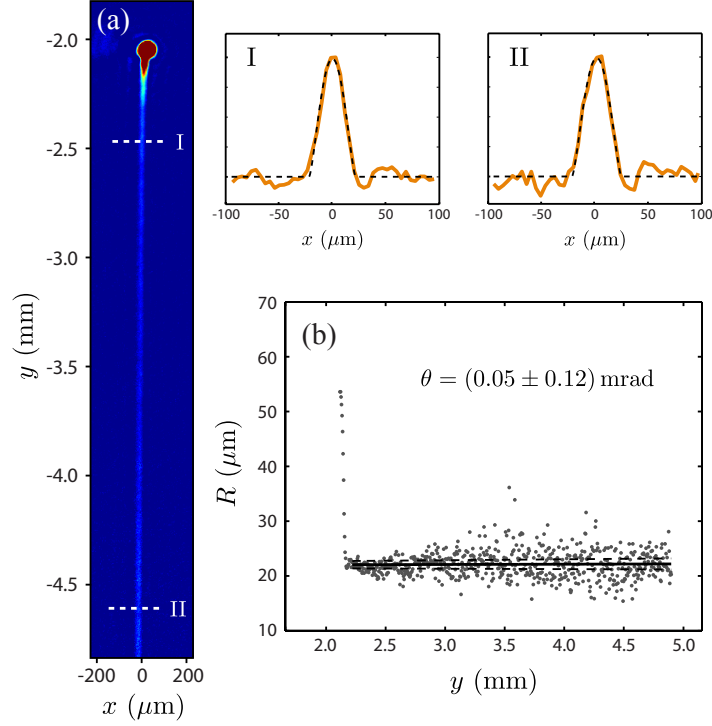 (a)
-2.0
-2.5
-3.0
-3.5
-4.0
-4.5
y (mm)
I
II
200 0 -200
x (μm)
I
-100 -50 0 50 100
x (μm)
II
-100 -50 0 50 100
x (μm)
(b)
θ = (0.05 ± 0.12) mrad
70
60
50
40
30
20
10
R (μm)
2.0 2.5 3.0 3.5 4.0 4.5 5.0
y (mm)